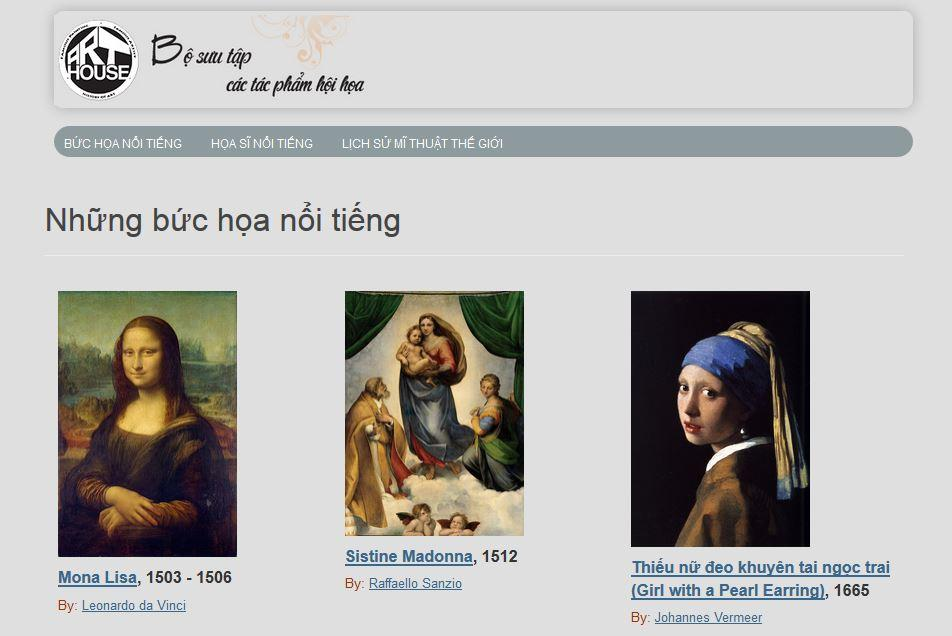 ART
HOUSE
HISTORY OF ART
Bộ sưu tập
các tác phẩm hội họa
BỨC HỌA NỔI TIẾNG HỌA SĨ NỔI TIẾNG LỊCH SỬ MĨ THUẬT THẾ GIỚI
Những bức họa nổi tiếng
Mona Lisa, 1503 - 1506
By: Leonardo da Vinci
Sistine Madonna, 1512
By: Raffaello Sanzio
Thiếu nữ đeo khuyên tai ngọc trai
(Girl with a Pearl Earring), 1665
By: Johannes Vermeer